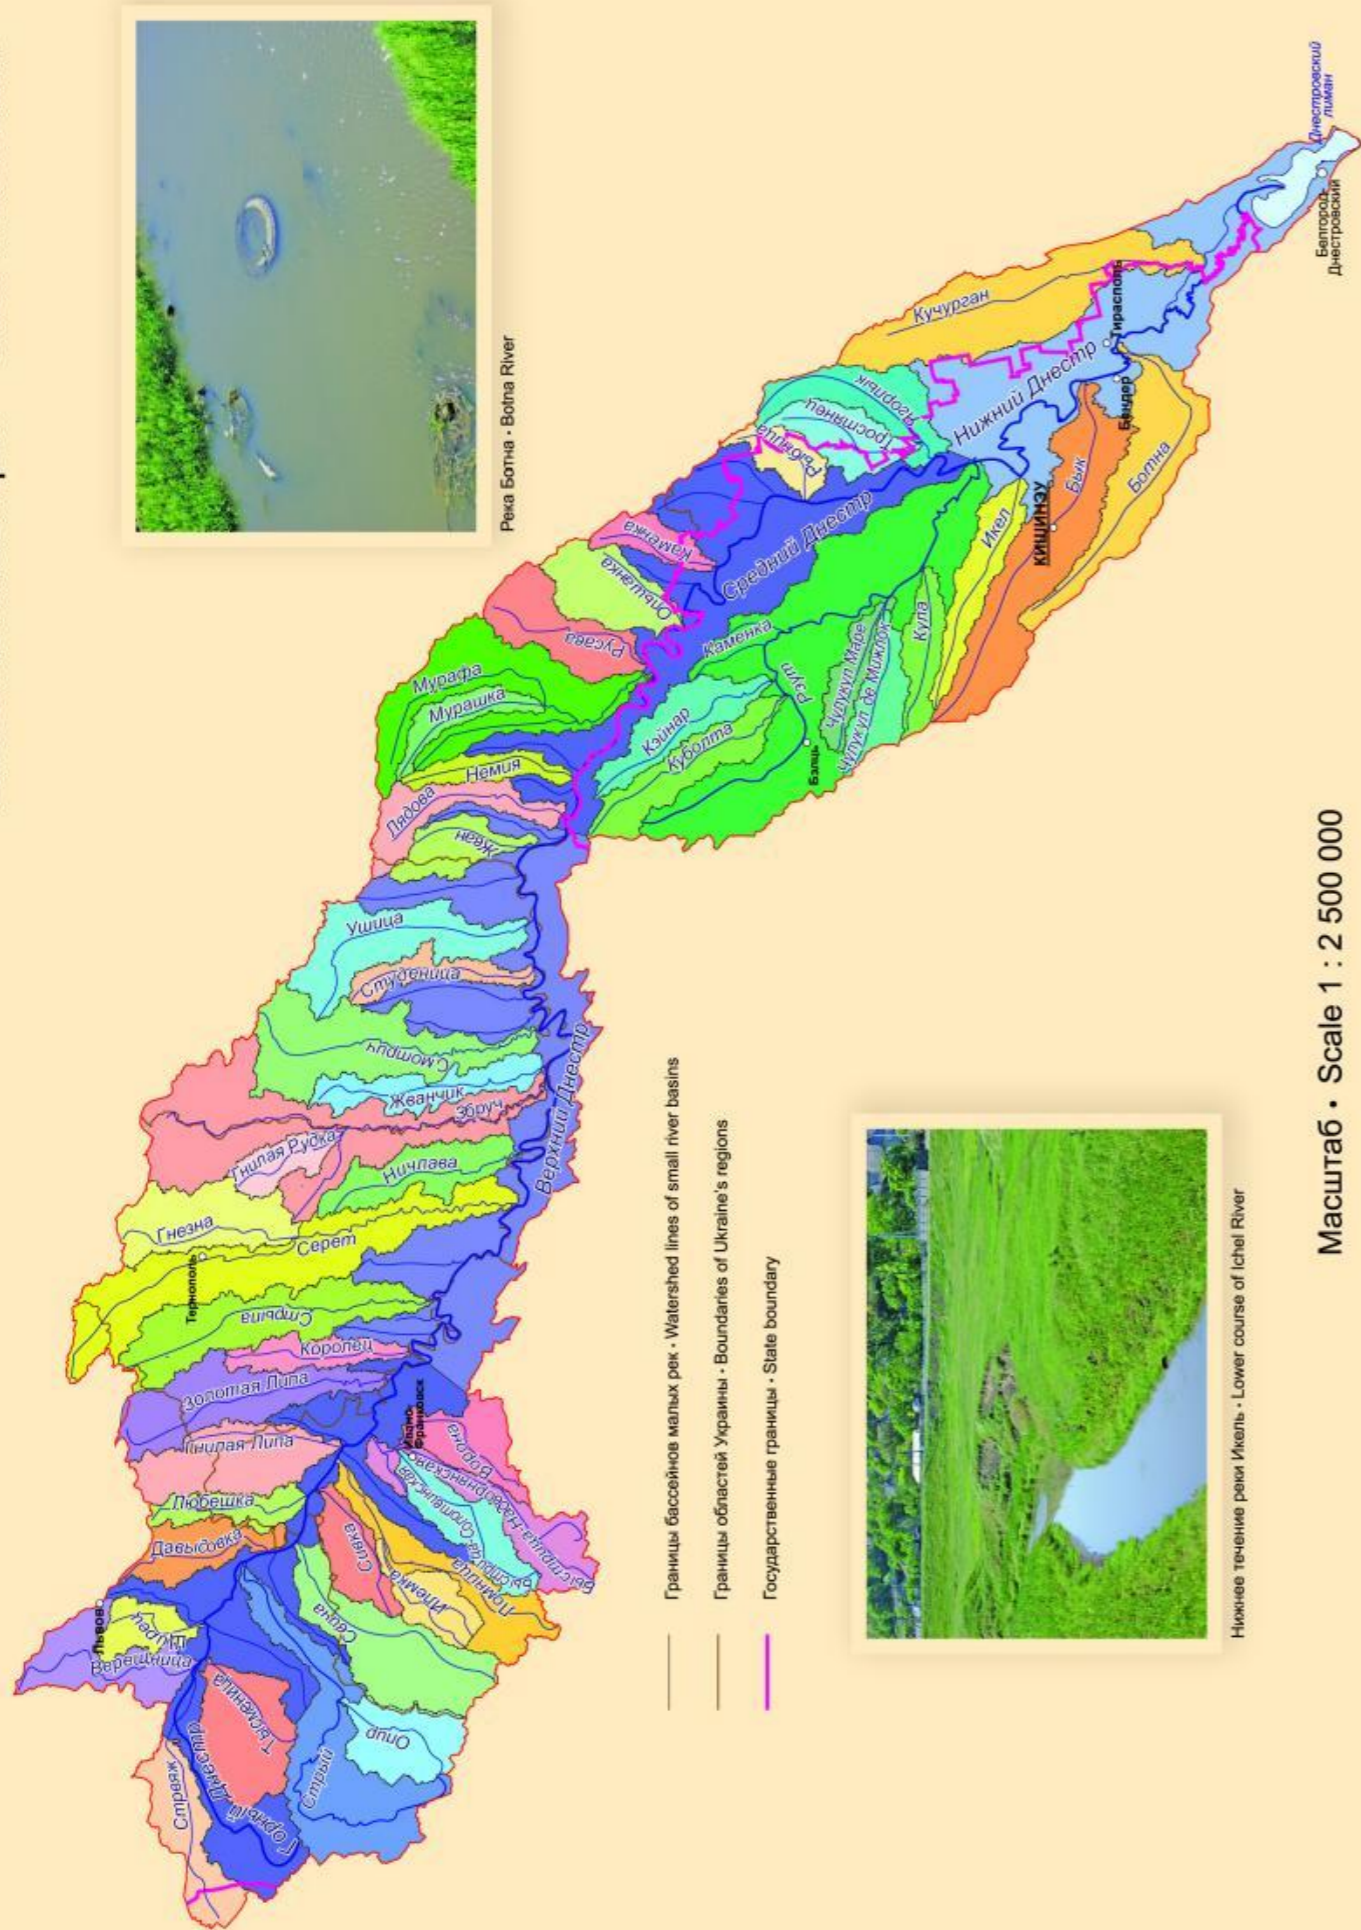 Река Ботна • Botna River
Стрвяж
Горный Днестр
Тысменица
Верещица
Щирец
Львов
Давыдовка
Любешка
Гнилая Липа
Золотая Липа
Коропец
Стрыпа
Тернополь
Серет
Гнезна
Гнилая Рудка
Ничлава
Збруч
Жванчик
Смотрич
Студеница
Ушица
Жван
Лядова
Немия
Мурашка
Мурафа
Русава
Ольшанка
Каменка
Рыбница
Тростянец
Ягорлык
Кучурган
Стрый
Опир
Свича
Сивка
Илемка
Ломница
Быстрица-Солотвинская
Быстрица-Надворнянская
Ворона
Ивано-
Франковск
Верхний Днестр
Средний Днестр
Нижний Днестр
Кэйнар
Куболта
Каменка
Рэут
Бэлць
Чулукул Маре
Чулукул де Мижлок
Кула
Икел
КИШИНЭУ
Бык
Ботна
Бендер
Тирасполь
Белгород-
Днестровский
Днестровский
лиман
Границы бассейнов малых рек • Watershed lines of small river basins
Границы областей Украины • Boundaries of Ukraine's regions
Государственные границы • State boundary
Нижнее течение реки Икель • Lower course of Ichel River
Масштаб • Scale 1 : 2 500 000